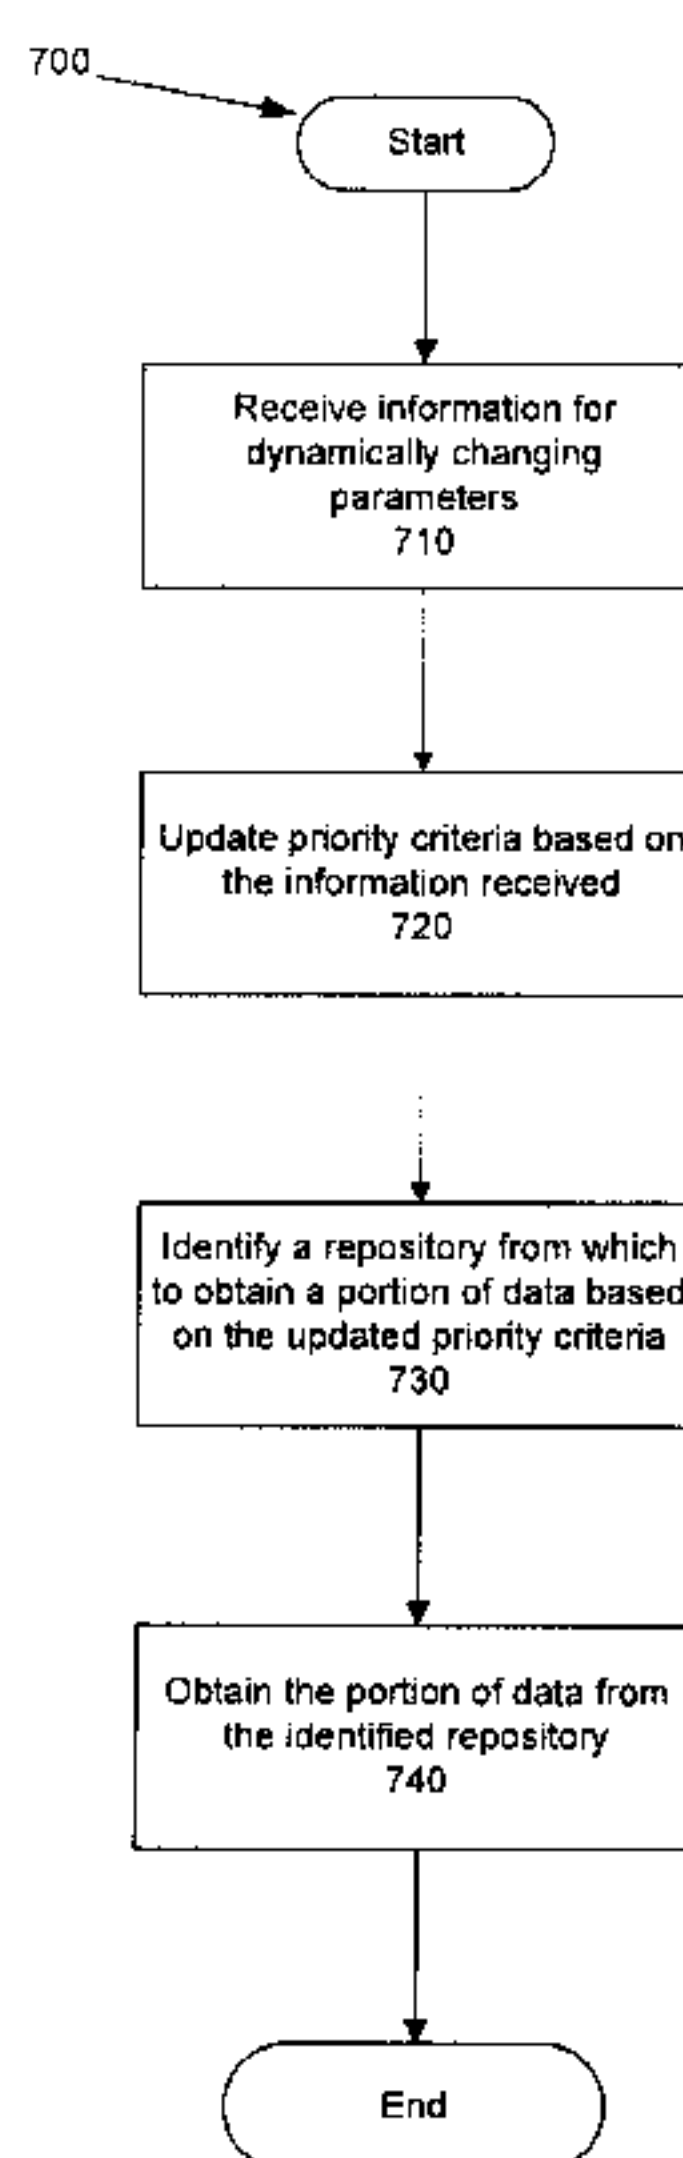 700
Start
Receive information for
dynamically changing
parameters
710
Update priority criteria based on
the information received
720
Identify a repository from which
to obtain a portion of data based
on the updated priority criteria
730
Obtain the portion of data from
the identified repository
740
End